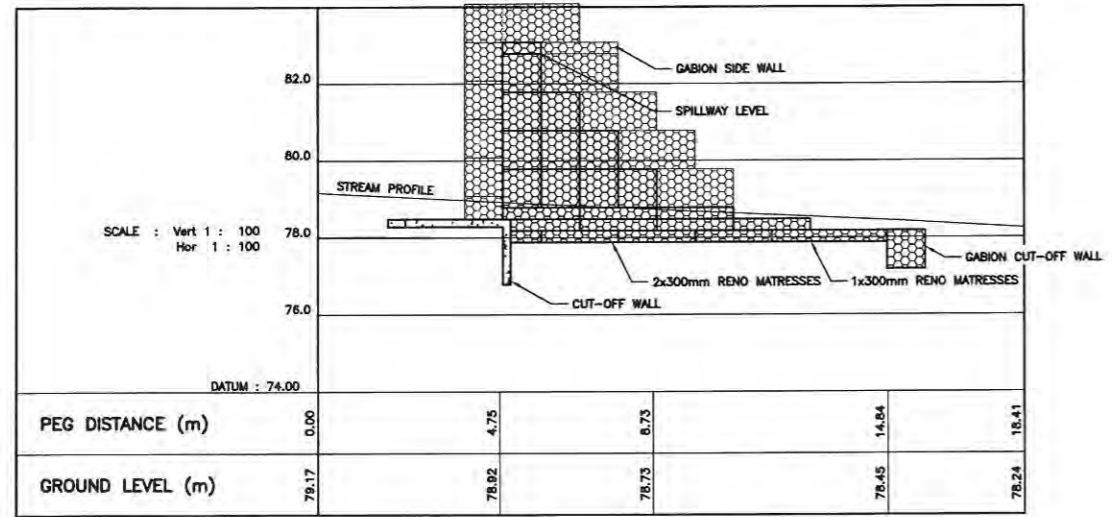 82.0
GABION SIDE WALL
SPILLWAY LEVEL
80.0
STREAM PROFILE
SCALE : Vert 1 : 100
Hor 1 : 100
78.0
GABION CUT-OFF WALL
2x300mm RENO MATRESSES
1x300mm RENO MATRESSES
CUT-OFF WALL
76.0
DATUM : 74.00
PEG DISTANCE (m) 0.00 4.75 8.73 14.84 18.41
GROUND LEVEL (m) 79.17 78.92 78.73 78.45 78.24